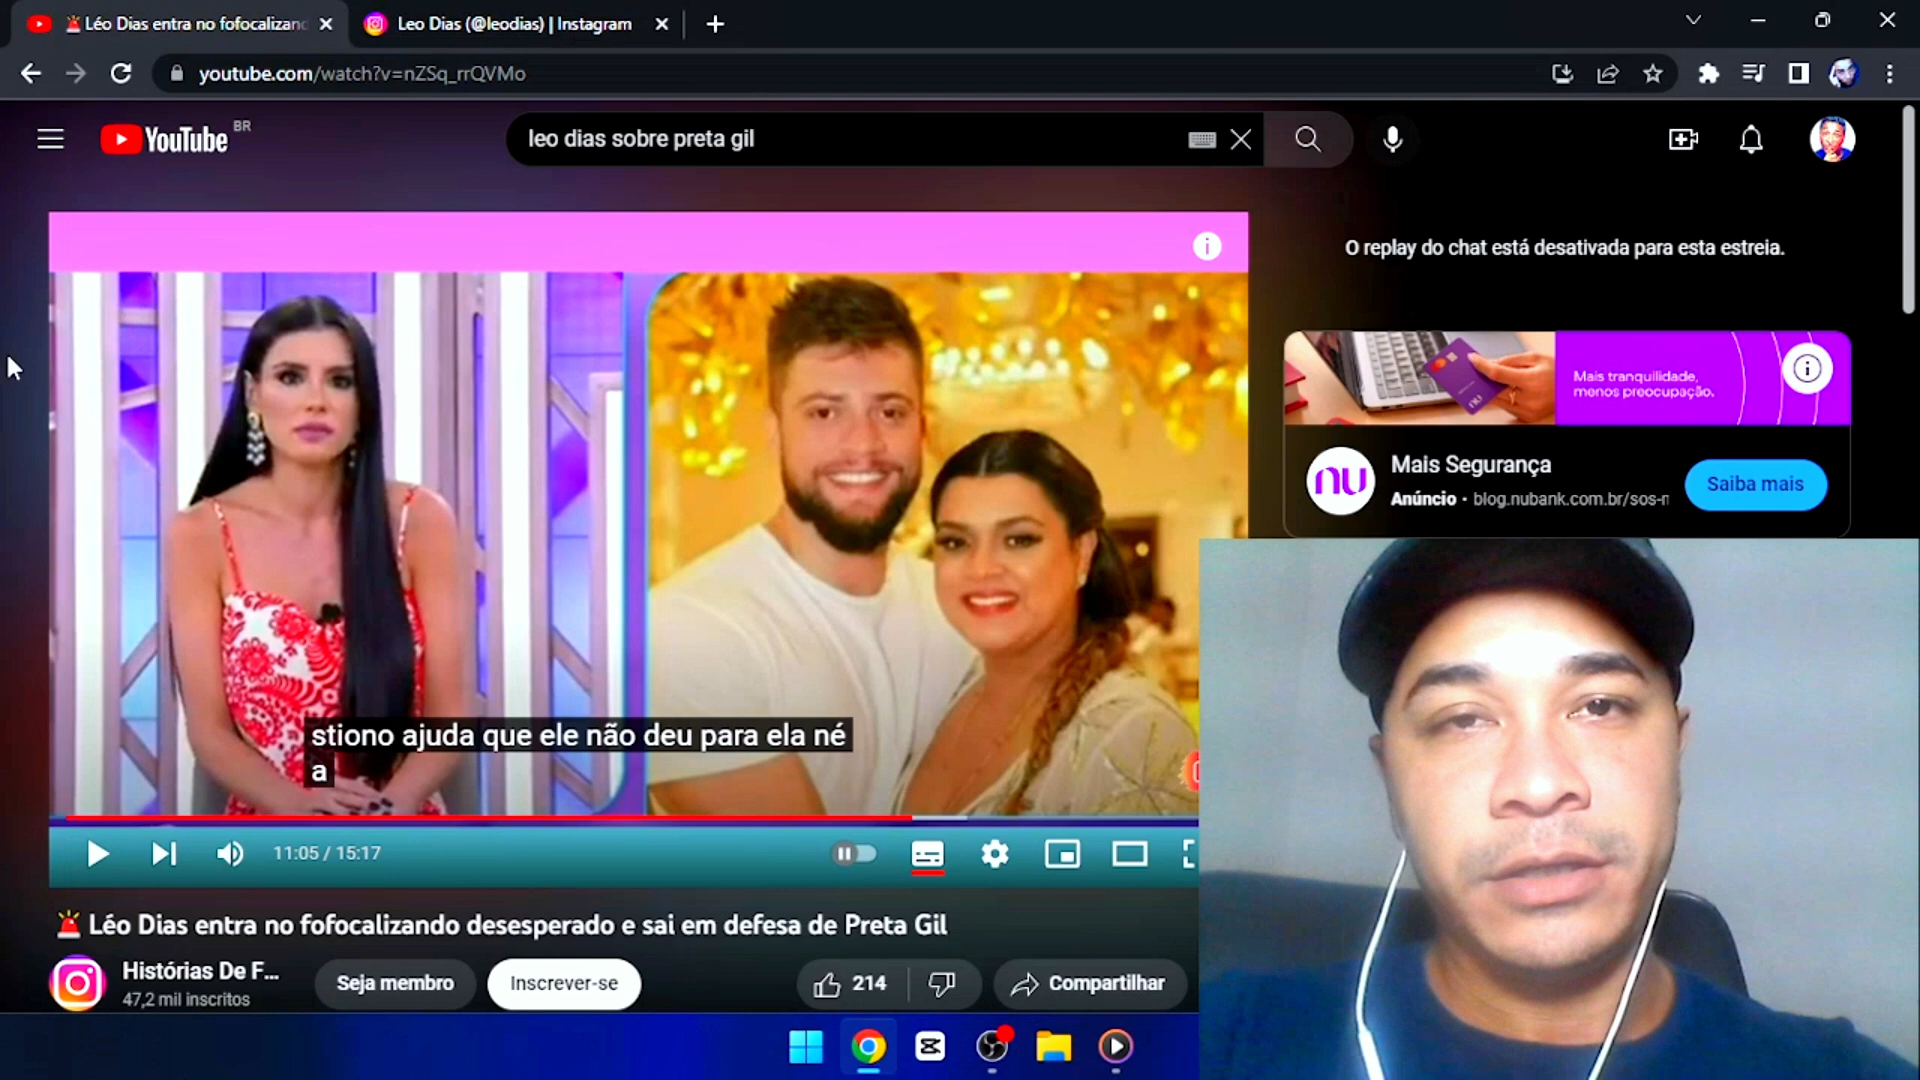 Léo Dias entra no fofocalizan
Leo Dias (@leodias) | Instagram
youtube.com/watch?v=nZSq_rrQVMo
YouTube BR
leo dias sobre preta gil
O replay do chat está desativada para esta estreia.
Mais tranquilidade,
menos preocupação.
nu
nu
Mais Segurança
Anúncio · blog.nubank.com.br/sos-r
Saiba mais
stiono ajuda que ele não deu para ela né
a
11:05 / 15:17
Léo Dias entra no fofocalizando desesperado e sai em defesa de Preta Gil
Histórias De F...
47,2 mil inscritos
Seja membro
Inscrever-se
214
Compartilhar